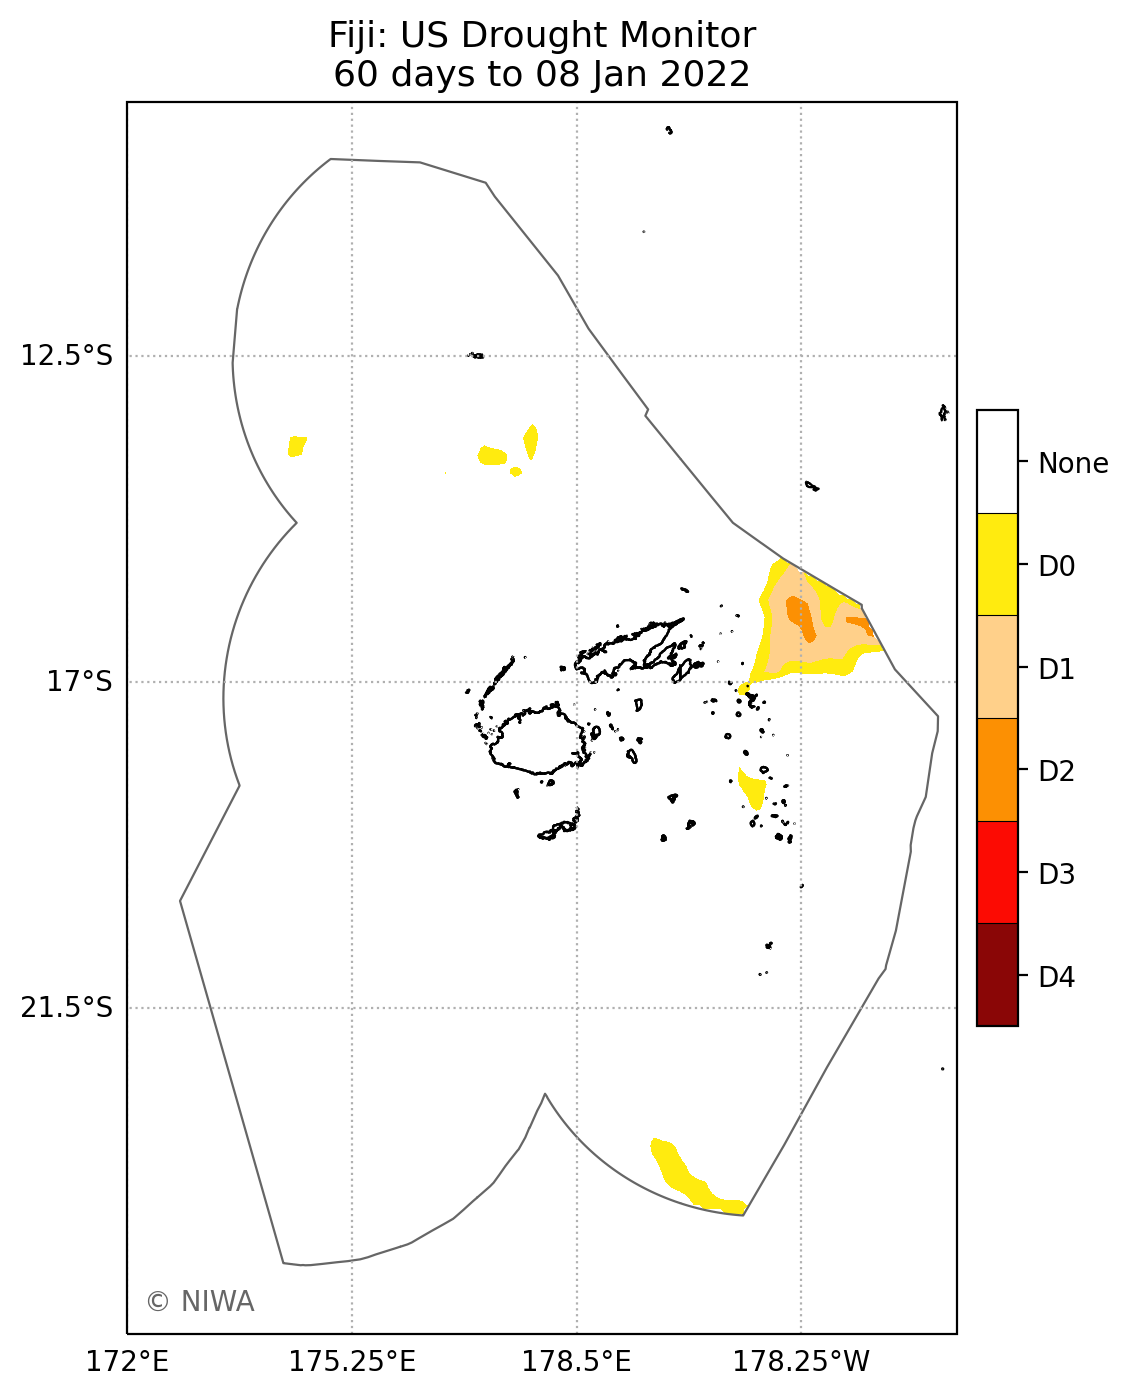 Fiji: US Drought Monitor
60 days to 08 Jan 2022
12.5°S
17°S
21.5°S
172°E
175.25°E
178.5°E
178.25°W
None
D0
D1
D2
D3
D4
© NIWA